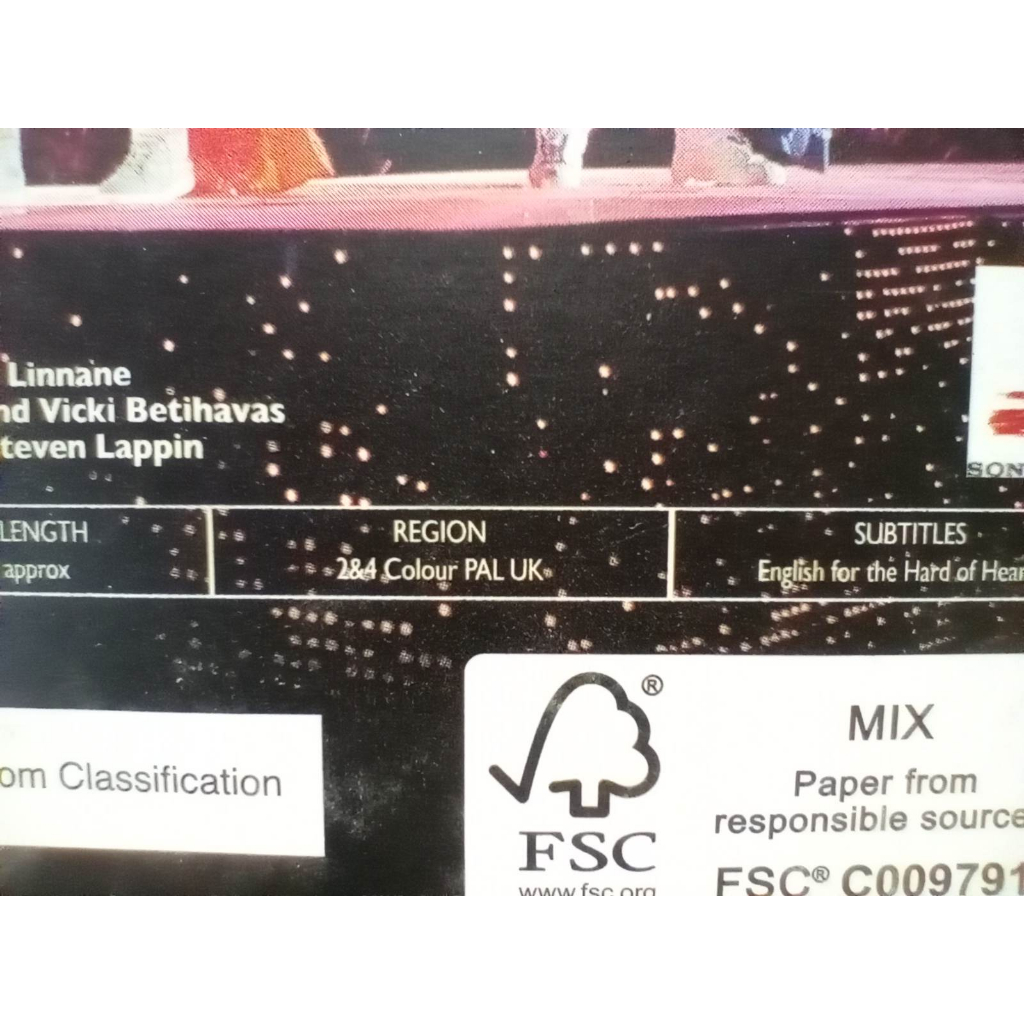 Linnane
nd Vicki Betihavas
teven Lappin
LENGTH
approx
REGION
2&4 Colour PAL UK
SUBTITLES
English for the Hard of Hear
SON
om Classification
®
FSC
www.fsc.org
MIX
Paper from
responsible source
FSC® C009791